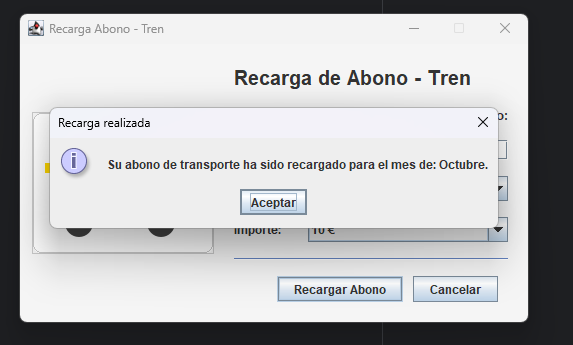 Recarga Abono - Tren
Recarga de Abono - Tren
Recarga realizada
Su abono de transporte ha sido recargado para el mes de: Octubre.
Aceptar
Importe:
10 €
Recargar Abono
Cancelar